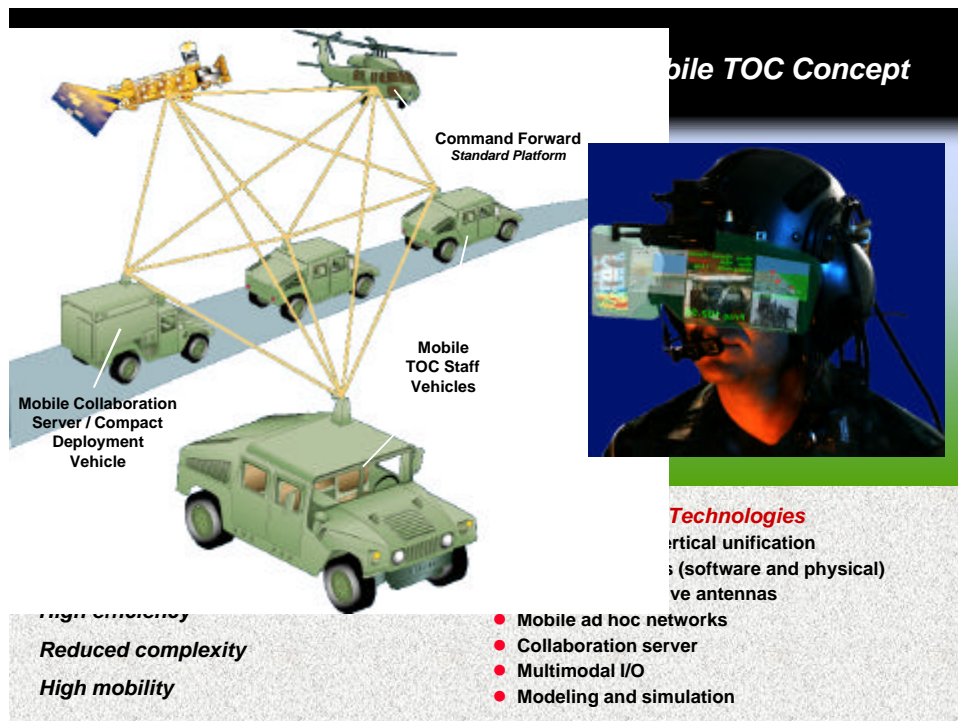 bile TOC Concept
Command Forward
Standard Platform
Mobile
TOC Staff
Vehicles
Mobile Collaboration
Server / Compact
Deployment
Vehicle
High efficiency
Reduced complexity
High mobility
Technologies
ertical unification
s (software and physical)
ve antennas
● Mobile ad hoc networks
● Collaboration server
● Multimodal I/O
● Modeling and simulation